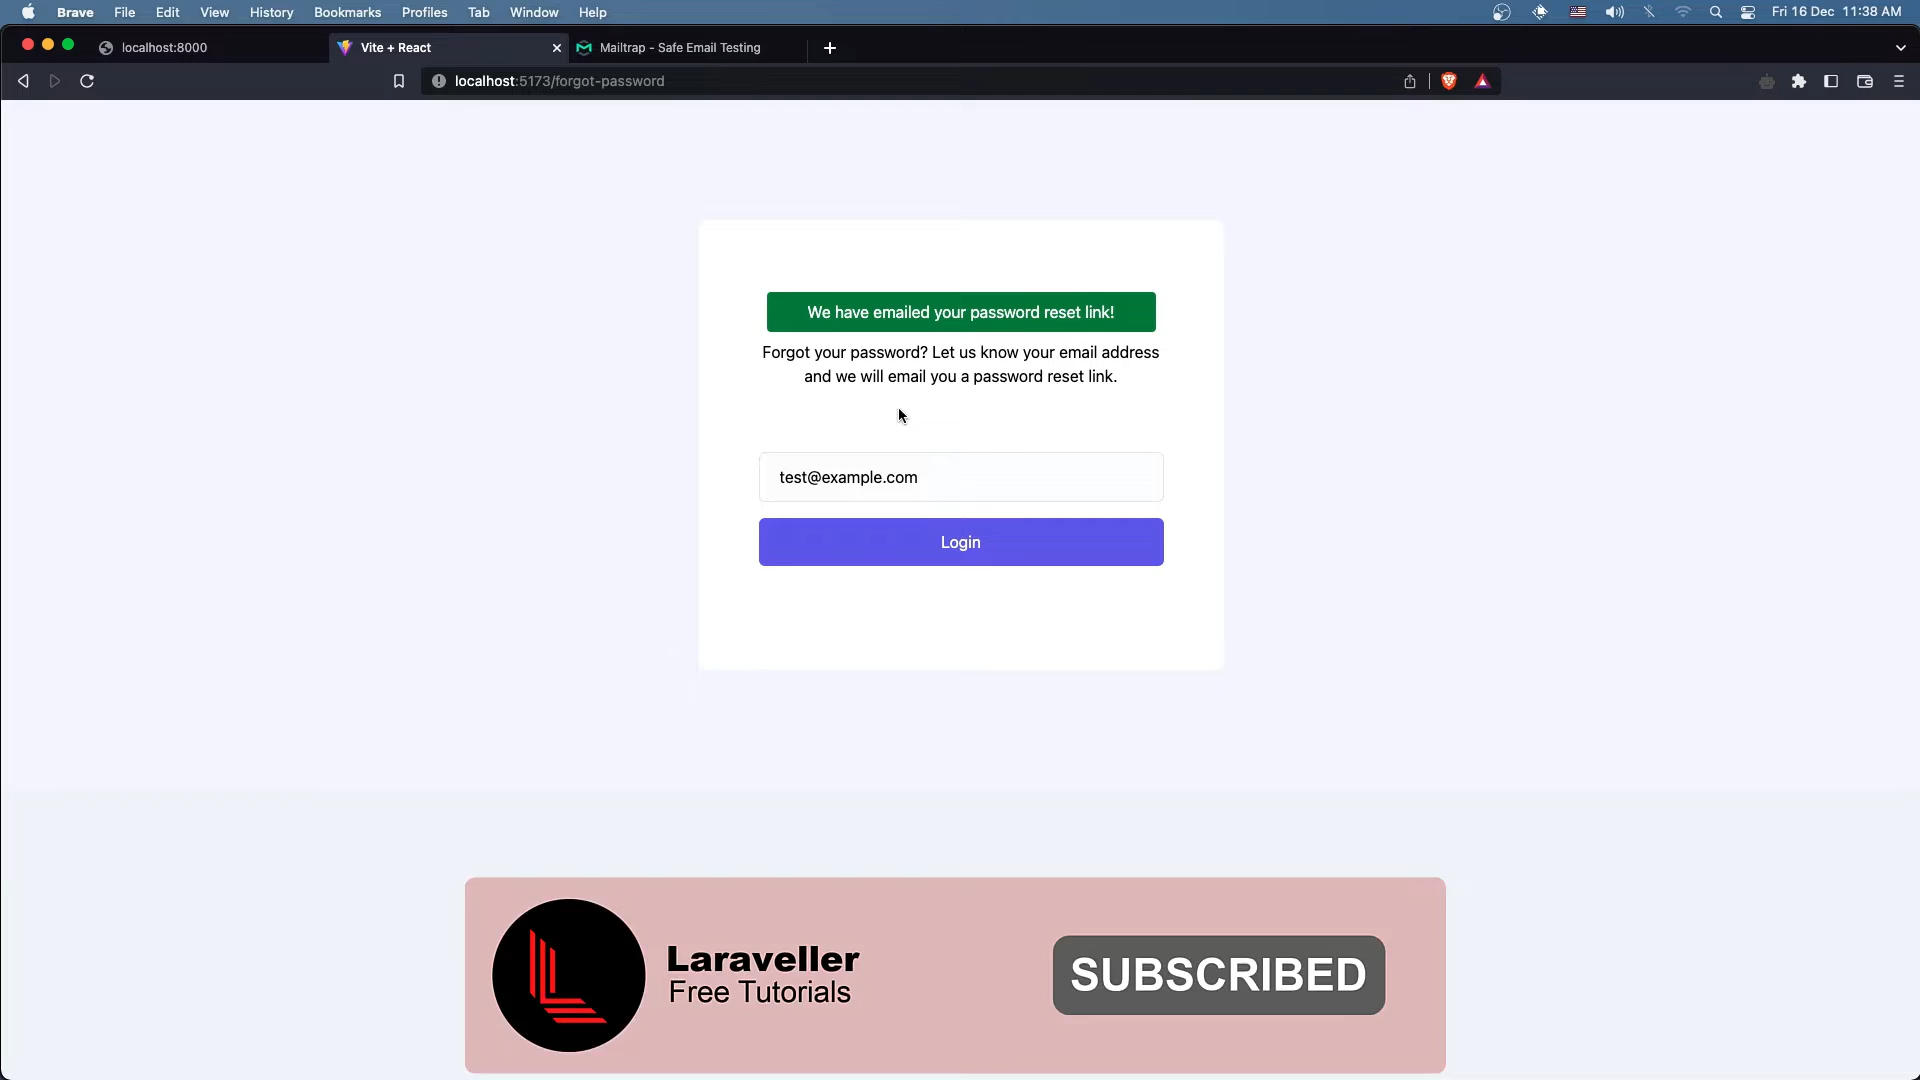 Brave File Edit View History Bookmarks Profiles Tab Window Help Fri 16 Dec 11:38 AM
localhost:8000 Vite + React Mailtrap - Safe Email Testing
localhost:5173/forgot-password
We have emailed your password reset link!
Forgot your password? Let us know your email address
and we will email you a password reset link.
test@example.com
Login
Laraveller
Free Tutorials
SUBSCRIBED